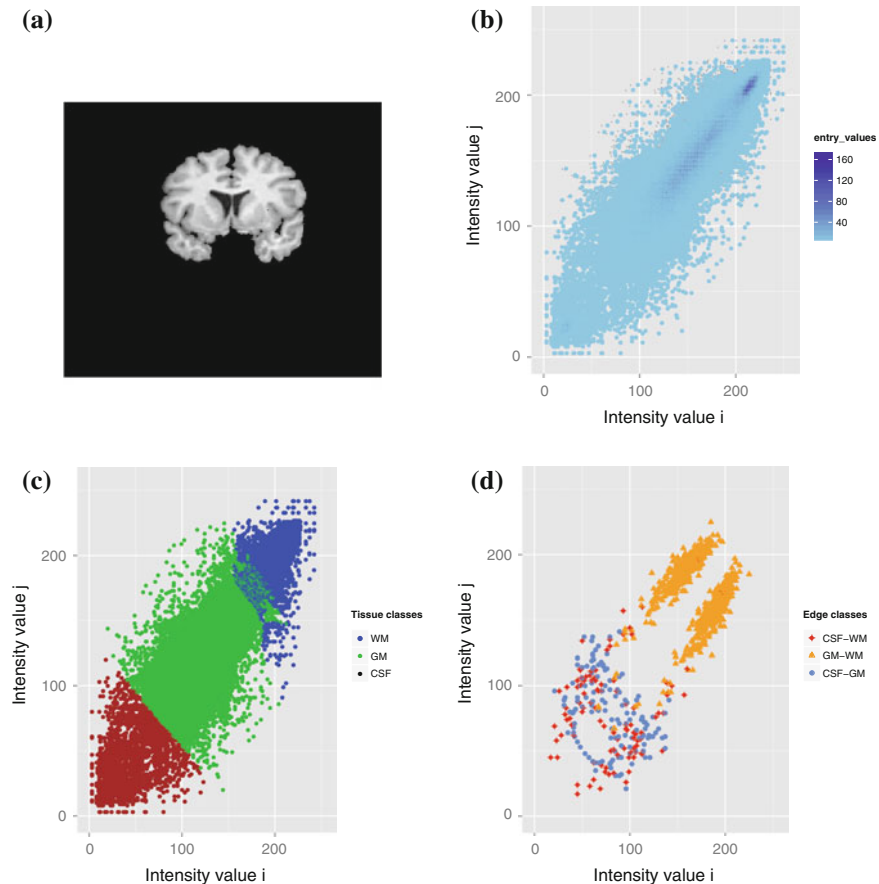 (a)
(b)
200
100
0
Intensity value j
0
100
200
Intensity value i
entry_values
160
120
80
40
(c)
200
100
0
Intensity value j
0
100
200
Intensity value i
Tissue classes
WM
GM
CSF
(d)
200
100
0
Intensity value j
0
100
200
Intensity value i
Edge classes
CSF–WM
GM–WM
CSF–GM